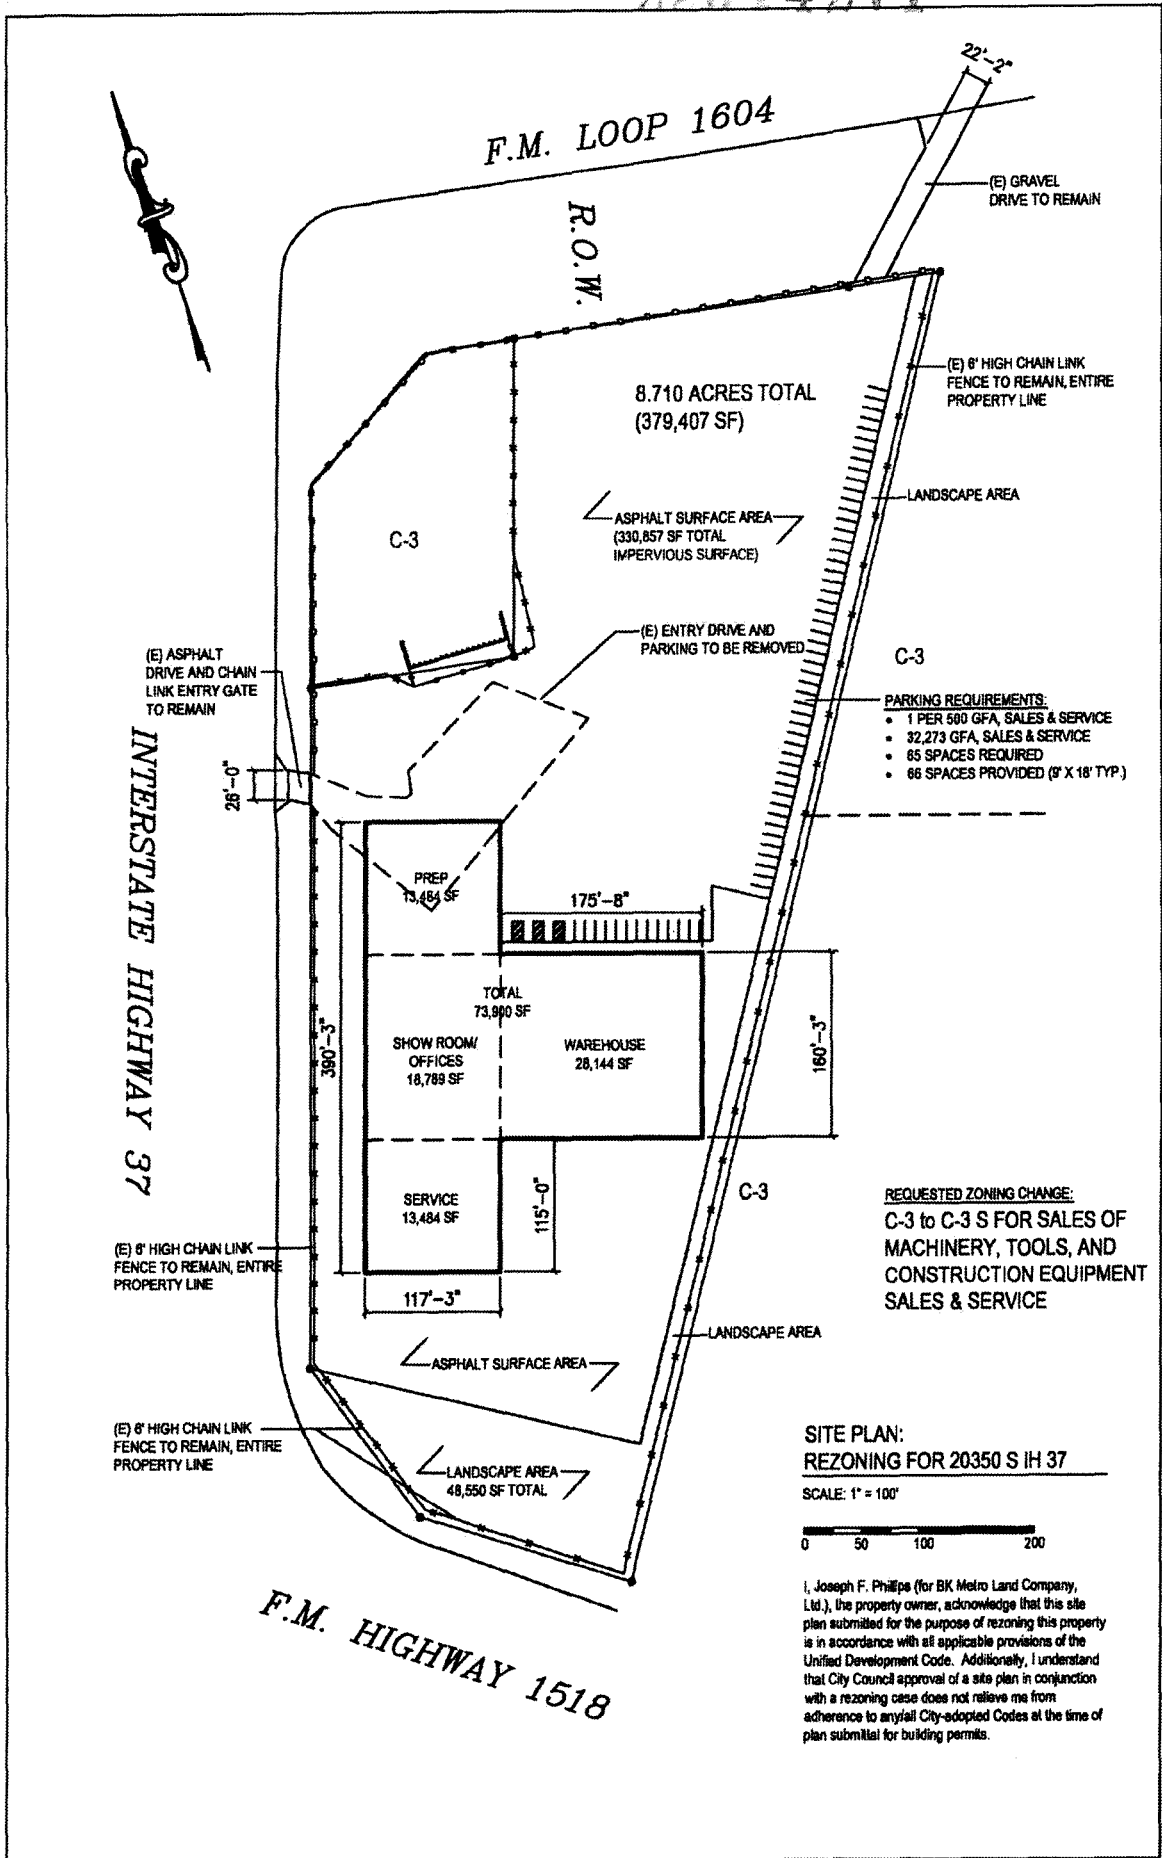 22'-2"
F.M. LOOP 1604
(E) GRAVEL
DRIVE TO REMAIN
R.O.W.
(E) 6' HIGH CHAIN LINK
FENCE TO REMAIN, ENTIRE
PROPERTY LINE
8.710 ACRES TOTAL
(379,407 SF)
LANDSCAPE AREA
ASPHALT SURFACE AREA
(330,857 SF TOTAL
IMPERVIOUS SURFACE)
C-3
(E) ENTRY DRIVE AND
PARKING TO BE REMOVED
C-3
(E) ASPHALT
DRIVE AND CHAIN
LINK ENTRY GATE
TO REMAIN
PARKING REQUIREMENTS:
• 1 PER 500 GFA, SALES & SERVICE
• 32,273 GFA, SALES & SERVICE
• 65 SPACES REQUIRED
• 66 SPACES PROVIDED (9' X 18' TYP.)
INTERSTATE HIGHWAY 37
26'-0"
PREP
13,484 SF
175'-8"
TOTAL
73,900 SF
390'-3"
SHOW ROOM/
OFFICES
18,789 SF
WAREHOUSE
28,144 SF
160'-3"
C-3
SERVICE
13,484 SF
115'-0"
REQUESTED ZONING CHANGE:
C-3 to C-3 S FOR SALES OF
MACHINERY, TOOLS, AND
CONSTRUCTION EQUIPMENT
SALES & SERVICE
(E) 6' HIGH CHAIN LINK
FENCE TO REMAIN, ENTIRE
PROPERTY LINE
117'-3"
LANDSCAPE AREA
ASPHALT SURFACE AREA
(E) 6' HIGH CHAIN LINK
FENCE TO REMAIN, ENTIRE
PROPERTY LINE
LANDSCAPE AREA
48,550 SF TOTAL
SITE PLAN:
REZONING FOR 20350 S IH 37
SCALE: 1" = 100'
0 50 100 200
I, Joseph F. Phillips (for BK Metro Land Company,
Ltd.), the property owner, acknowledge that this site
plan submitted for the purpose of rezoning this property
is in accordance with all applicable provisions of the
Unified Development Code. Additionally, I understand
that City Council approval of a site plan in conjunction
with a rezoning case does not relieve me from
adherence to any/all City-adopted Codes at the time of
plan submittal for building permits.
F.M. HIGHWAY 1518